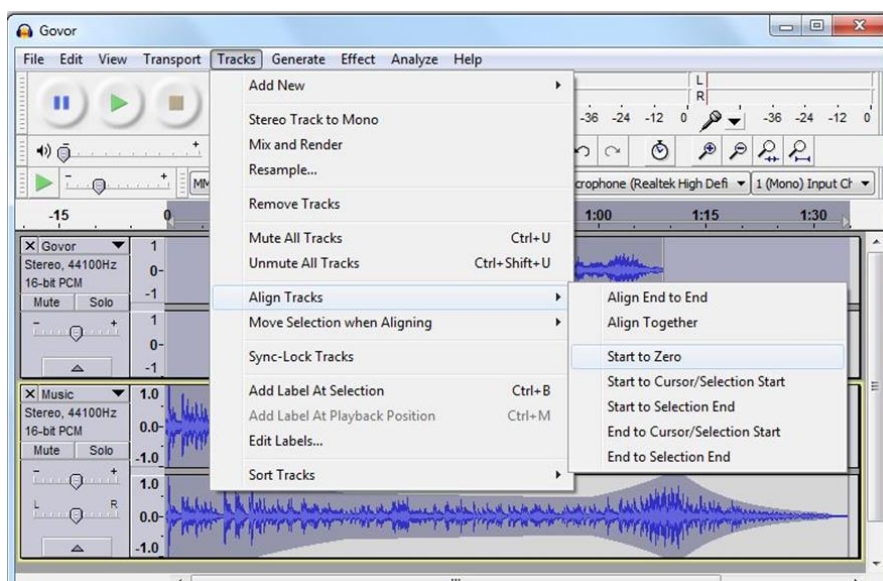 Govor
File Edit View Transport Tracks Generate Effect Analyze Help
Add New
Stereo Track to Mono
Mix and Render
Resample...
Remove Tracks
Mute All Tracks Ctrl+U
Unmute All Tracks Ctrl+Shift+U
Align Tracks
Move Selection when Aligning
Sync-Lock Tracks
Add Label At Selection Ctrl+B
Add Label At Playback Position Ctrl+M
Edit Labels...
Sort Tracks
Align End to End
Align Together
Start to Zero
Start to Cursor/Selection Start
Start to Selection End
End to Cursor/Selection Start
End to Selection End
L
R
-36 -24 -12 0 -36 -24 -12 0
1 (Mono) Input
-15 0 1:00 1:15 1:30
X Govor 1
Stereo, 44100Hz 0-
16-bit PCM
Mute Solo -1
- + 1
0-
-1
X Music 1.0
Stereo, 44100Hz
16-bit PCM 0.0-
Mute Solo -1.0
- + 1.0
L R 0.0-
-1.0